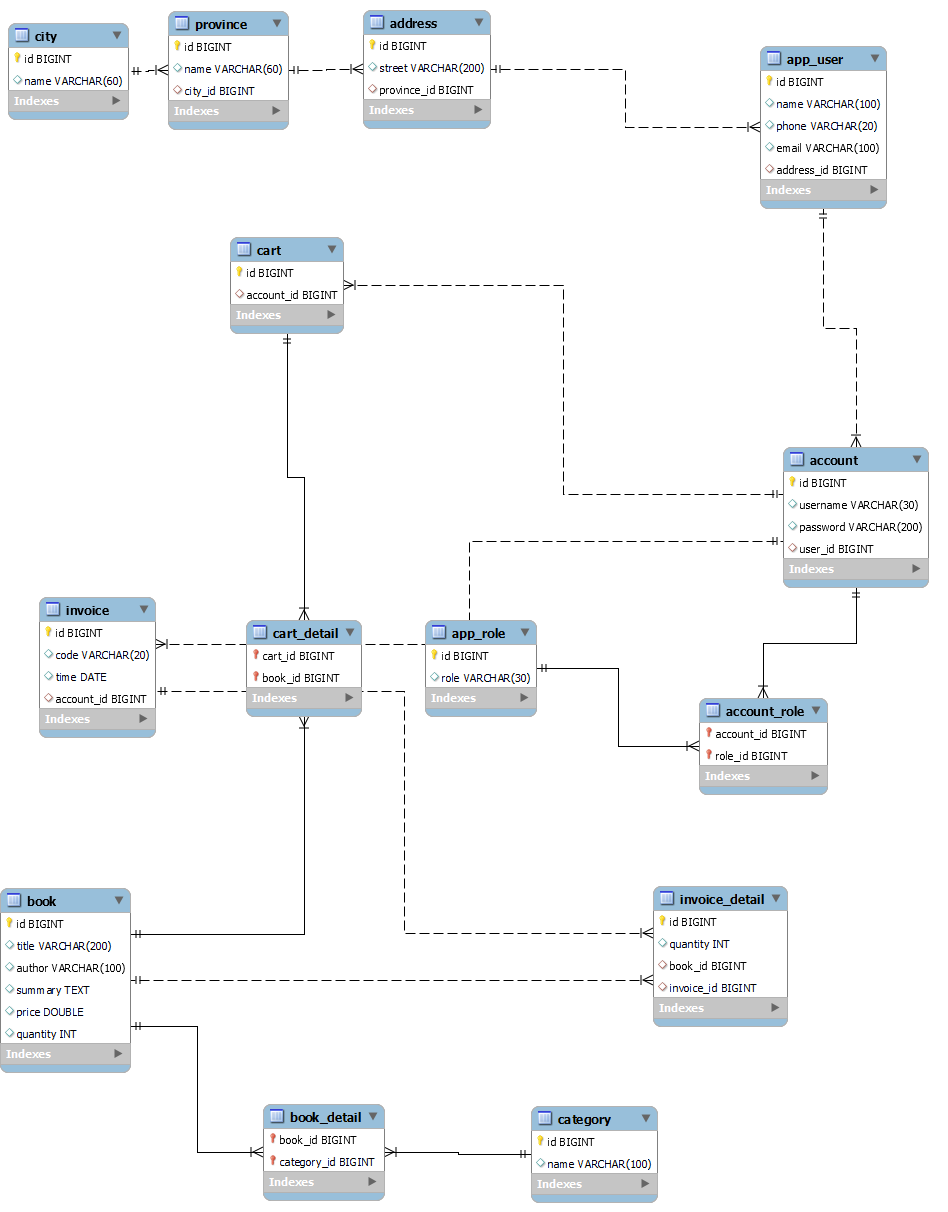 city
id BIGINT
name VARCHAR(60)
Indexes
province
id BIGINT
name VARCHAR(60)
city_id BIGINT
Indexes
address
id BIGINT
street VARCHAR(200)
province_id BIGINT
Indexes
app_user
id BIGINT
name VARCHAR(100)
phone VARCHAR(20)
email VARCHAR(100)
address_id BIGINT
Indexes
cart
id BIGINT
account_id BIGINT
Indexes
account
id BIGINT
username VARCHAR(30)
password VARCHAR(200)
user_id BIGINT
Indexes
invoice
id BIGINT
code VARCHAR(20)
time DATE
account_id BIGINT
Indexes
cart_detail
cart_id BIGINT
book_id BIGINT
Indexes
app_role
id BIGINT
role VARCHAR(30)
Indexes
account_role
account_id BIGINT
role_id BIGINT
Indexes
book
id BIGINT
title VARCHAR(200)
author VARCHAR(100)
summary TEXT
price DOUBLE
quantity INT
Indexes
invoice_detail
id BIGINT
quantity INT
book_id BIGINT
invoice_id BIGINT
Indexes
book_detail
book_id BIGINT
category_id BIGINT
Indexes
category
id BIGINT
name VARCHAR(100)
Indexes